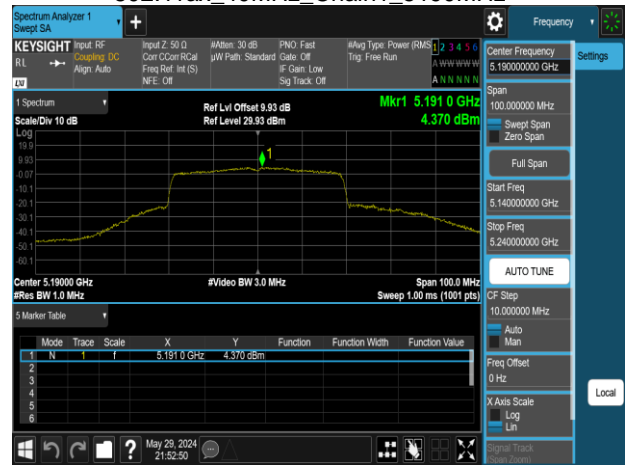 Spectrum Analyzer 1
Swept SA
Frequency
KEYSIGHT
RL
Input: RF
Coupling: DC
Align: Auto
Input Z: 50 Ω
Corr CCorr RCal
Freq Ref: Int (S)
NFE: Off
#Atten: 30 dB
µW Path: Standard
PNO: Fast
Gate: Off
IF Gain: Low
Sig Track: Off
#Avg Type: Power (RMS
Trig: Free Run
1 2 3 4 5 6
A W W W W W
A N N N N N
LXI
1 Spectrum
Scale/Div 10 dB
Ref Lvl Offset 9.93 dB
Ref Level 29.93 dBm
Mkr1 5.191 0 GHz
4.370 dBm
Log
19.9
9.93
-0.07
-10.1
-20.1
-30.1
-40.1
-50.1
-60.1
1
Center 5.19000 GHz
#Res BW 1.0 MHz
#Video BW 3.0 MHz
Span 100.0 MHz
Sweep 1.00 ms (1001 pts)
5 Marker Table
Mode Trace Scale X Y Function Function Width Function Value
1 N 1 f 5.191 0 GHz 4.370 dBm
2
3
4
5
6
May 29, 2024
21:52:50
Center Frequency
5.190000000 GHz
Span
100.000000 MHz
Swept Span
Zero Span
Full Span
Start Freq
5.140000000 GHz
Stop Freq
5.240000000 GHz
AUTO TUNE
CF Step
10.000000 MHz
Auto
Man
Freq Offset
0 Hz
X Axis Scale
Log
Lin
Signal Track
(Span Zoom)
Settings
Local